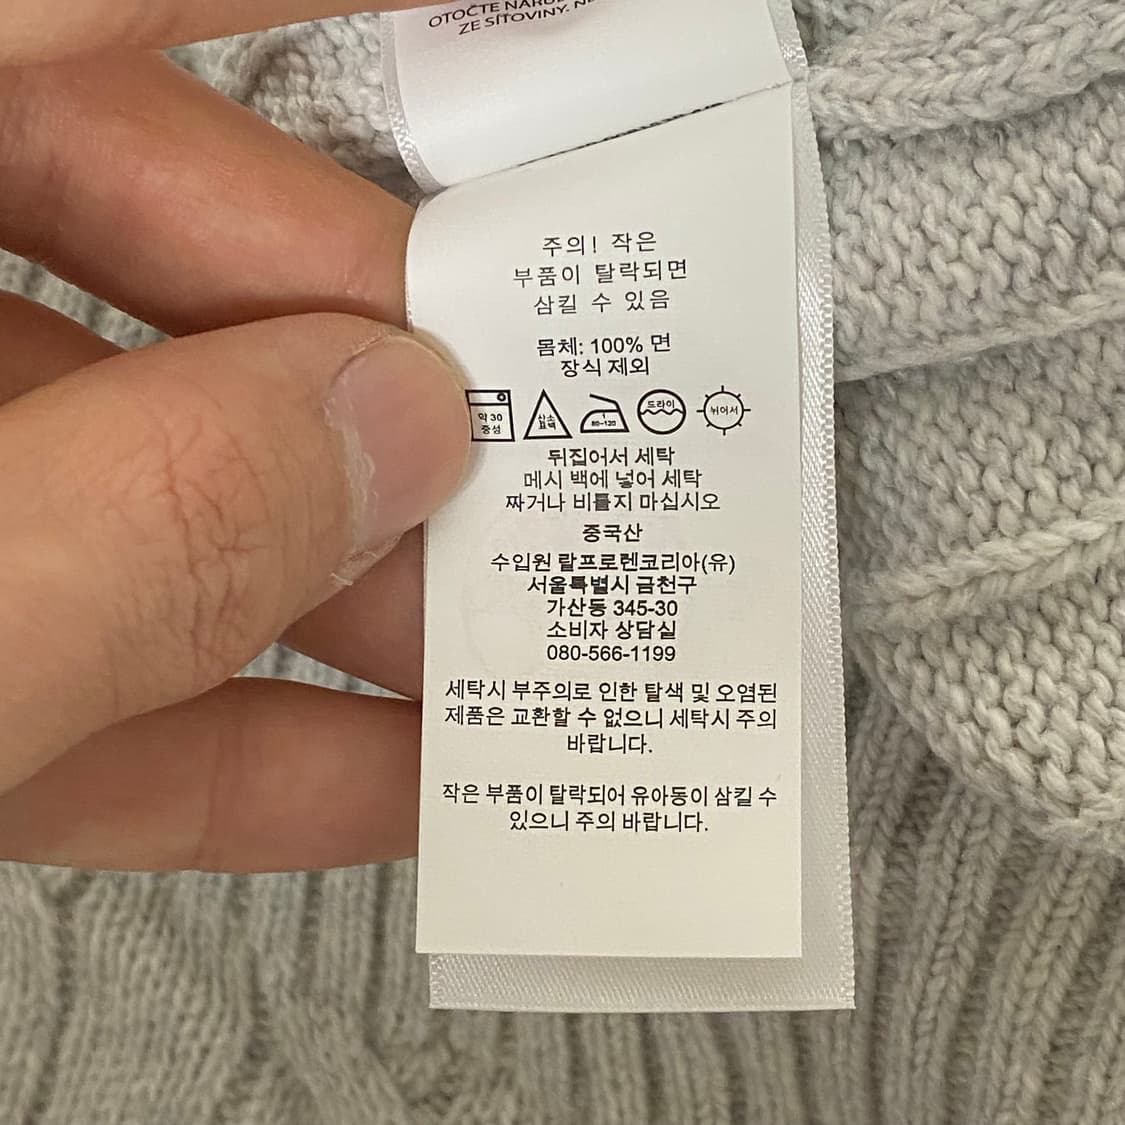 OTOČTE
ZE SÍŤOVINY.
주의! 작은
부품이 탈락되면
삼킬 수 있음
몸체: 100% 면
장식 제외
약 30
중성
산소
표백
1
80~120
드라이
뉘어서
뒤집어서 세탁
메시 백에 넣어 세탁
짜거나 비틀지 마십시오
중국산
수입원 랄프로렌코리아(유)
서울특별시 금천구
가산동 345-30
소비자 상담실
080-566-1199
세탁시 부주의로 인한 탈색 및 오염된
제품은 교환할 수 없으니 세탁시 주의
바랍니다.
작은 부품이 탈락되어 유아동이 삼킬 수
있으니 주의 바랍니다.